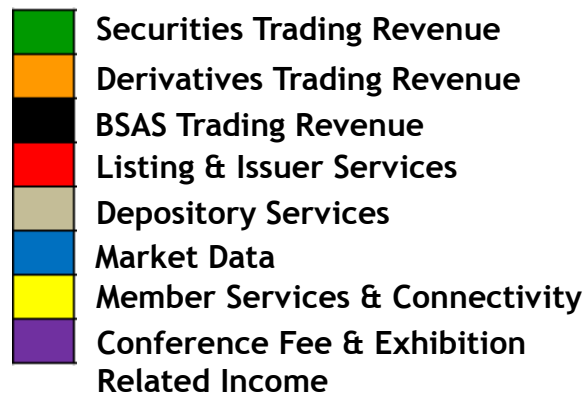 Securities Trading Revenue
Derivatives Trading Revenue
BSAS Trading Revenue
Listing & Issuer Services
Depository Services
Market Data
Member Services & Connectivity
Conference Fee & Exhibition
Related Income